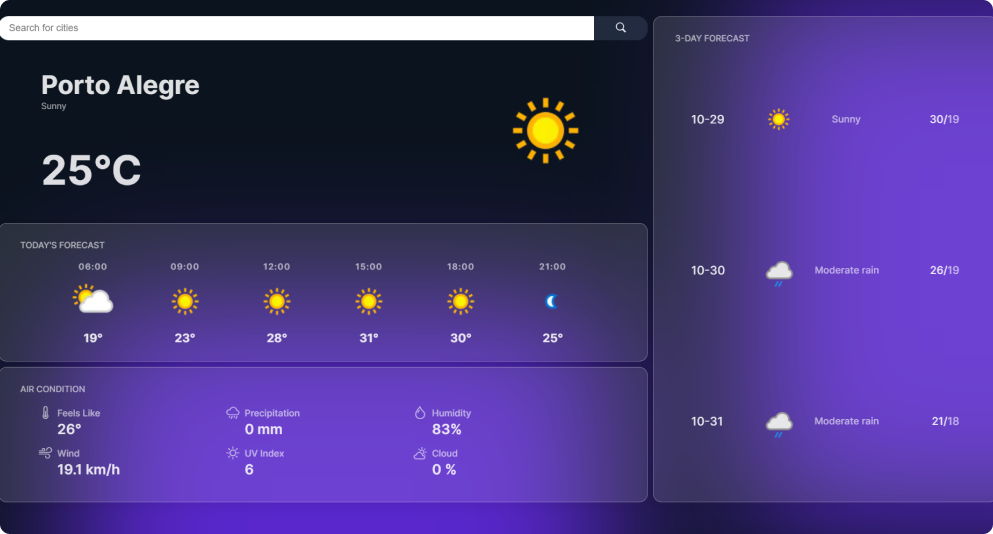 Search for cities
Porto Alegre
Sunny
25°C
TODAY'S FORECAST
06:00 09:00 12:00 15:00 18:00 21:00
19° 23° 28° 31° 30° 25°
AIR CONDITION
Feels Like Precipitation Humidity
26° 0 mm 83%
Wind UV Index Cloud
19.1 km/h 6 0 %
3-DAY FORECAST
10-29 Sunny 30/19
10-30 Moderate rain 26/19
10-31 Moderate rain 21/18